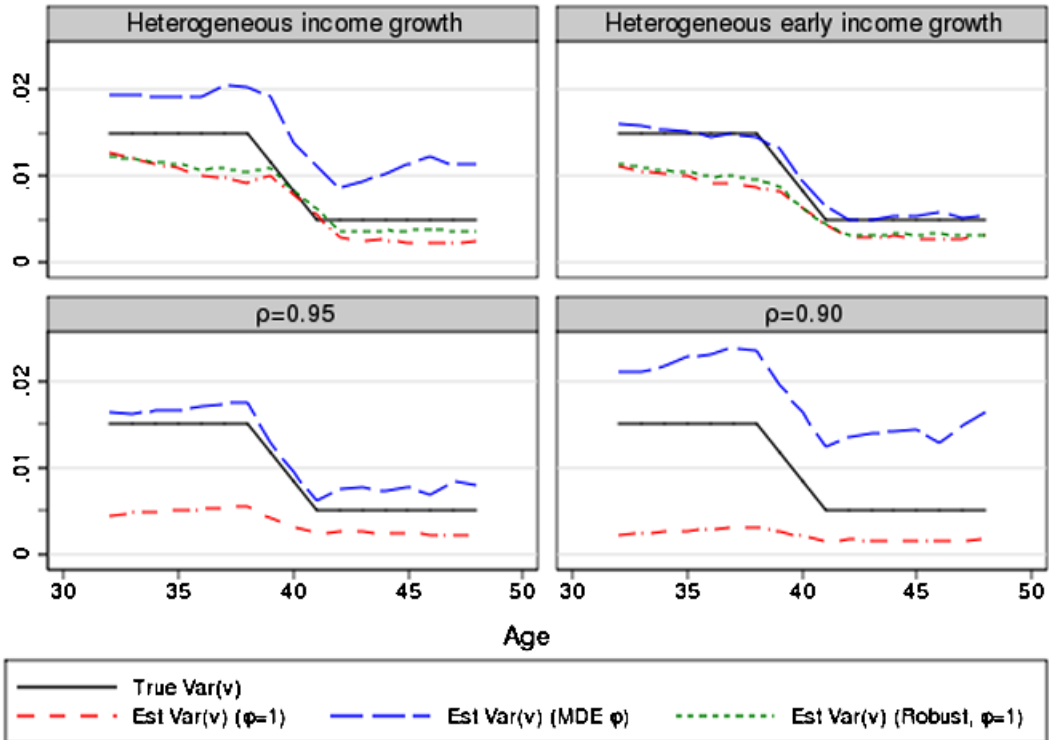 Heterogeneous income growth
Heterogeneous early income growth
.02
.01
0
ρ=0.95
ρ=0.90
.02
.01
0
30 35 40 45 50
30 35 40 45 50
Age
True Var(v)
Est Var(v) (φ=1)
Est Var(v) (MDE φ)
Est Var(v) (Robust, φ=1)